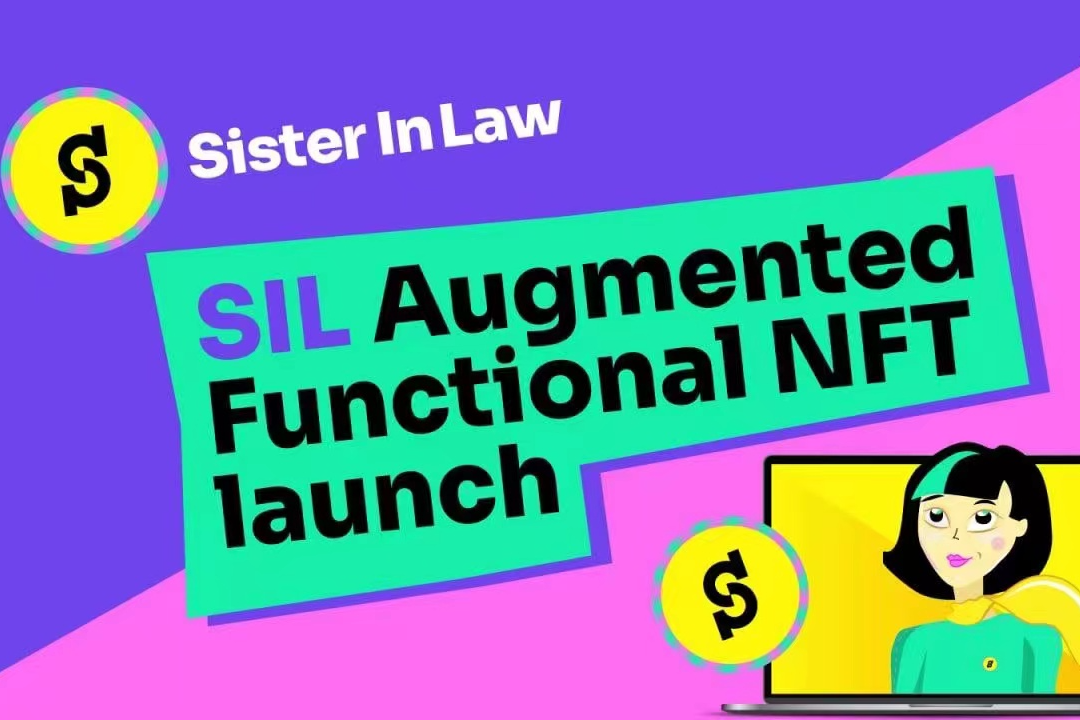 S
Sister In Law
SIL Augmented
Functional NFT
launch
S